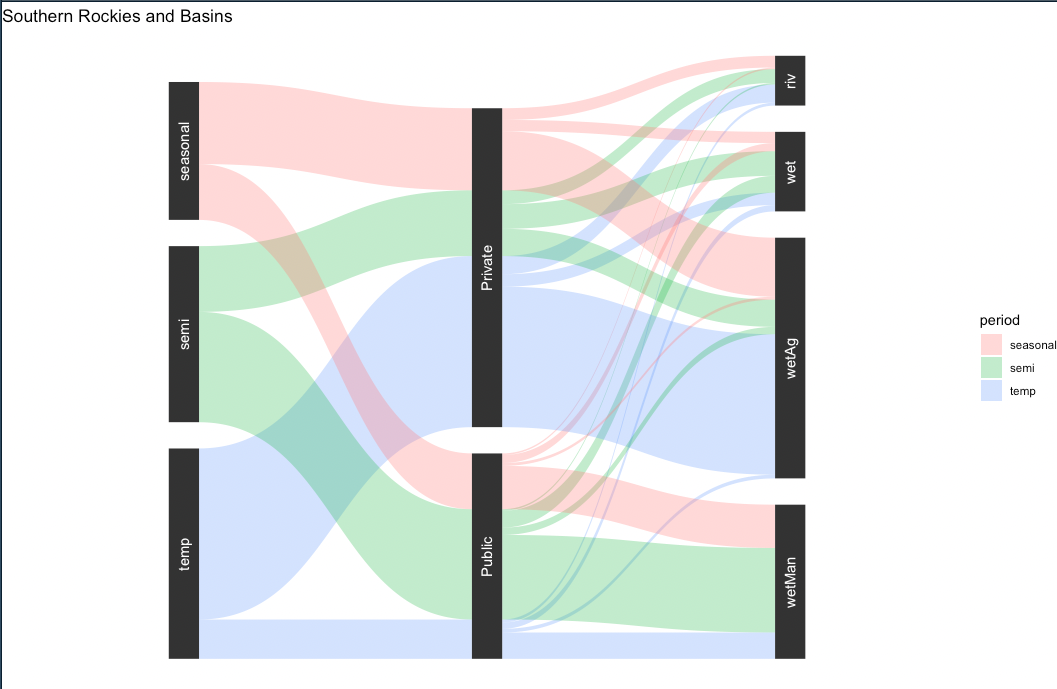 Southern Rockies and Basins
seasonal
semi
temp
Private
Public
riv
wet
wetAg
wetMan
period
seasonal
semi
temp